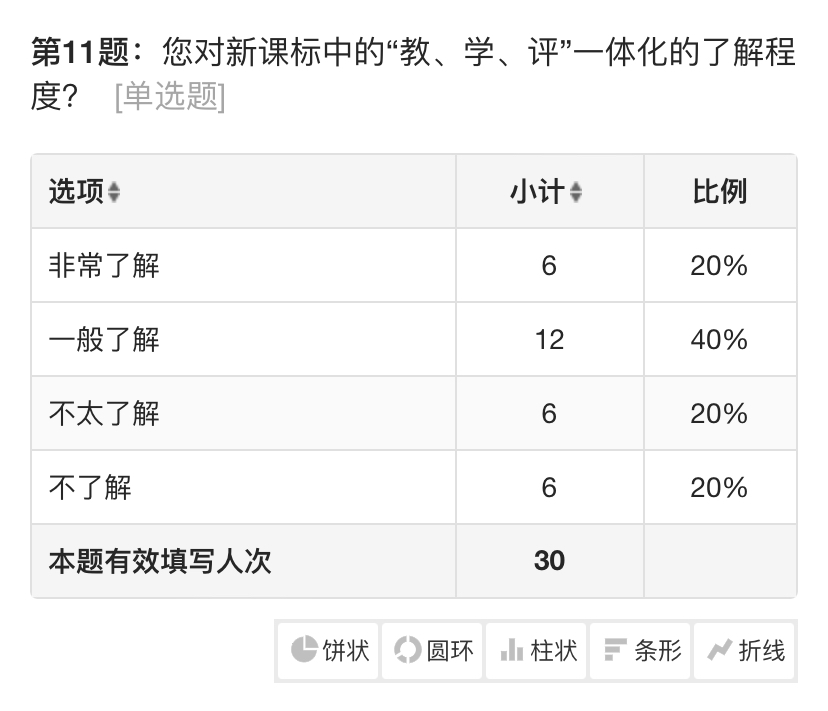 第11题：您对新课标中的“教、学、评”一体化的了解程
度？ [单选题]
选项 小计 比例
非常了解 6 20%
一般了解 12 40%
不太了解 6 20%
不了解 6 20%
本题有效填写人次 30
饼状 圆环 柱状 条形 折线